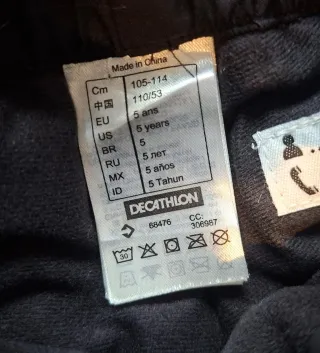 Made in China
Cm 105-114
中国 110/53
EU 5 ans
US 5 years
BR 5
RU 5 лет
MX 5 años
ID 5 Tahun
DECATHLON
68476 CC: 306987
30